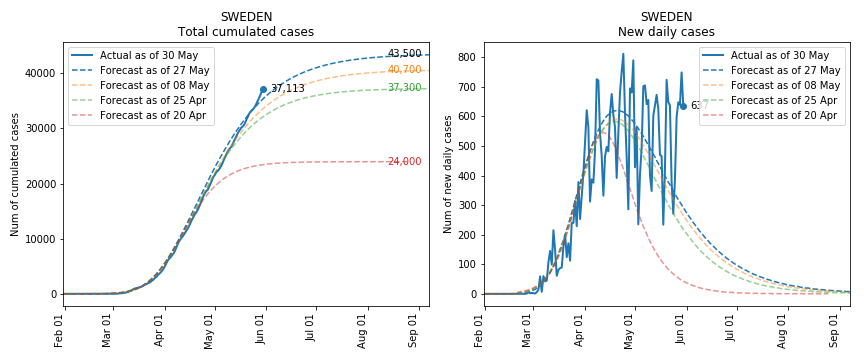 SWEDEN
Total cumulated cases
Actual as of 30 May
Forecast as of 27 May
Forecast as of 08 May
Forecast as of 25 Apr
Forecast as of 20 Apr
43,500
40,700
37,300
24,000
37,113
Num of cumulated cases
40000
30000
20000
10000
0
Feb 01
Mar 01
Apr 01
May 01
Jun 01
Jul 01
Aug 01
Sep 01
SWEDEN
New daily cases
Actual as of 30 May
Forecast as of 27 May
Forecast as of 08 May
Forecast as of 25 Apr
Forecast as of 20 Apr
637
Num of new daily cases
800
700
600
500
400
300
200
100
0
Feb 01
Mar 01
Apr 01
May 01
Jun 01
Jul 01
Aug 01
Sep 01